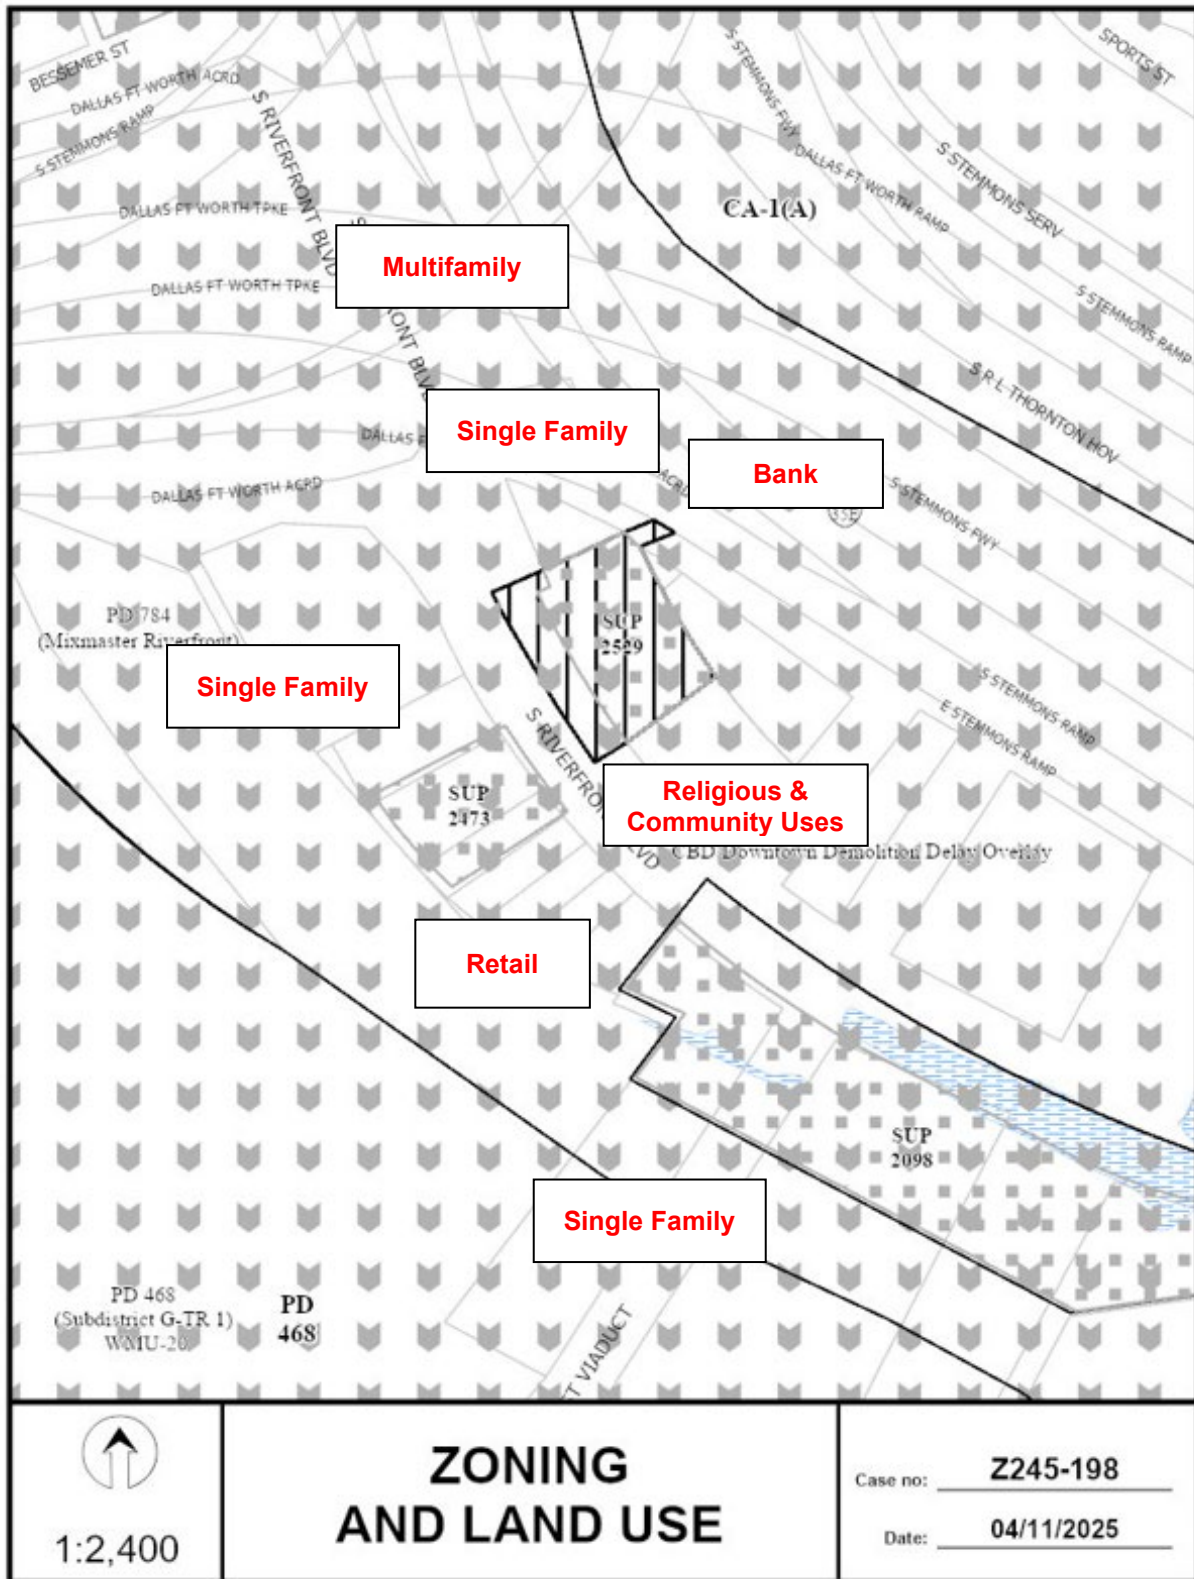 BESSEMER ST
DALLAS FT WORTH ACRD
S STEMMONS RAMP
S RIVERFRONT BLVD
S STEMMONS FWY
SPORTS ST
S STEMMONS SERV
DALLAS FT WORTH RAMP
CA-1(A)
DALLAS FT WORTH TPKE
Multifamily
DALLAS FT WORTH TPKE
S STEMMONS RAMP
S R L THORNTON HOV
Single Family
DALLAS
Bank
ACRD
DALLAS FT WORTH ACRD
S STEMMONS FWY
PD 784
(Mixmaster Riverfront)
SUP
2529
Single Family
S STEMMONS RAMP
E STEMMONS RAMP
S RIVERFRONT BLVD
SUP
2473
Religious &
Community Uses
CBD Downtown Demolition Delay Overlay
Retail
SUP
2098
Single Family
PD 468
(Subdistrict G-TR 1)
WMU-20
PD
468
VIADUCT
1:2,400
ZONING
AND LAND USE
Case no: Z245-198
Date: 04/11/2025